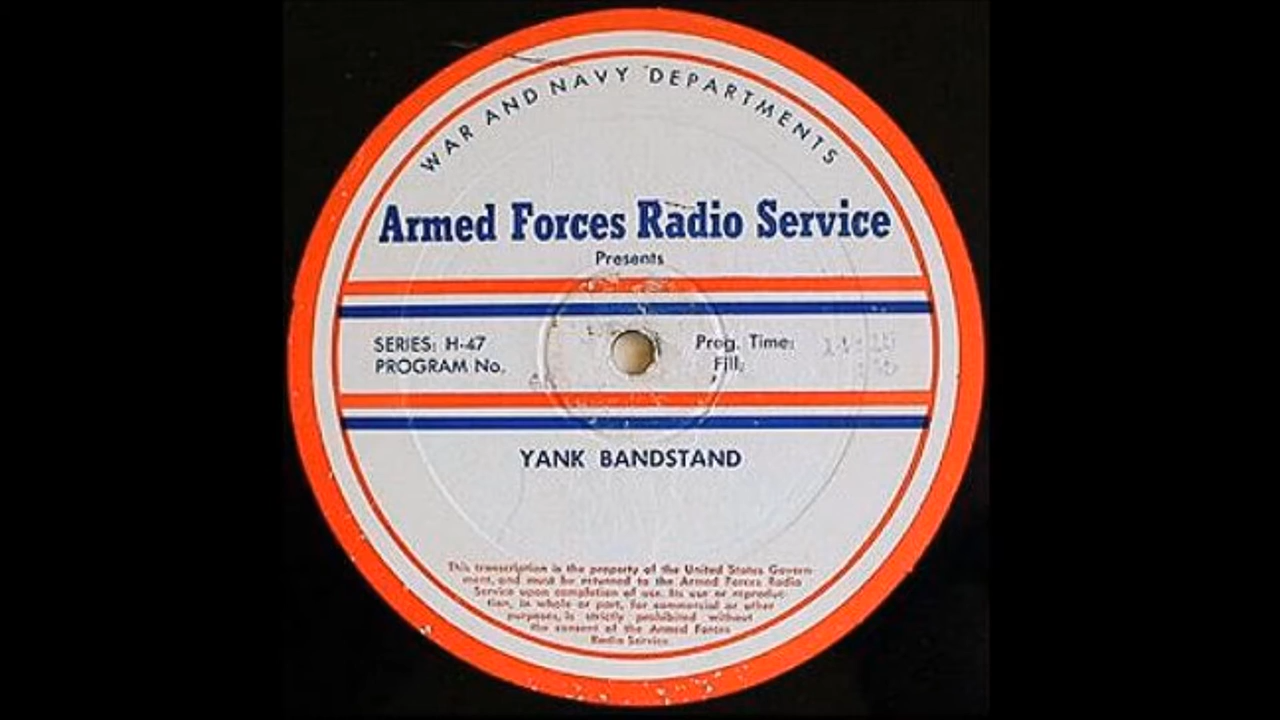 WAR AND NAVY DEPARTMENTS
Armed Forces Radio Service
Presents
SERIES: H-47
PROGRAM No.
Prog. Time:
Fill:
YANK BANDSTAND
This transcription is the property of the United States Govern-
ment, and must be returned to the Armed Forces Radio
Service upon completion of use. Its use or reproduc-
tion, in whole or part, for commercial or other
purposes, is strictly prohibited without
the consent of the Armed Forces
Radio Service.